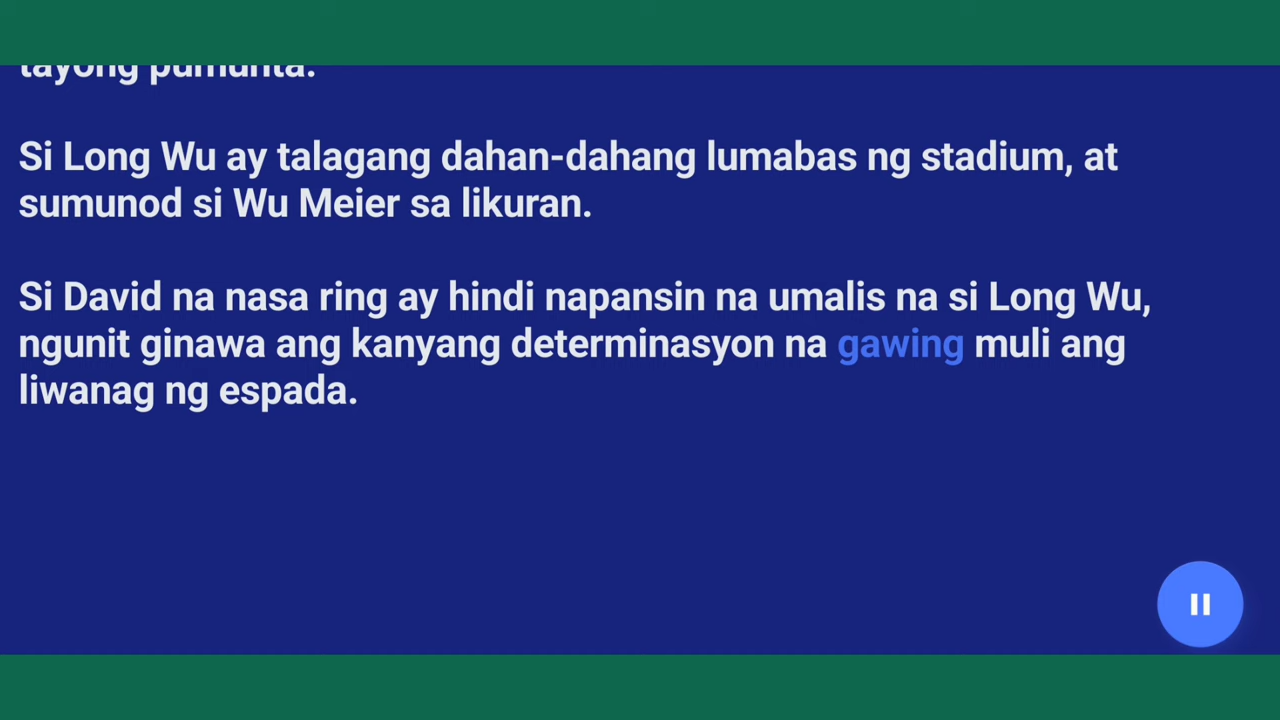 tayong pumunta.
Si Long Wu ay talagang dahan-dahang lumabas ng stadium, at
sumunod si Wu Meier sa likuran.
Si David na nasa ring ay hindi napansin na umalis na si Long Wu,
ngunit ginawa ang kanyang determinasyon na gawing muli ang
liwanag ng espada.